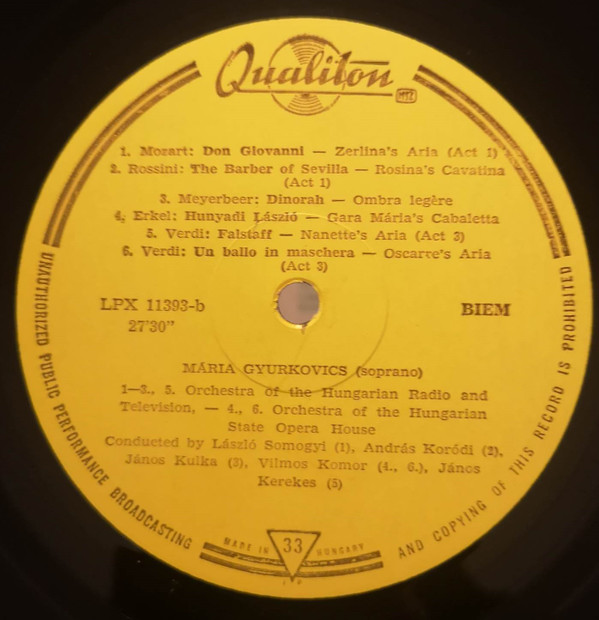 Qualiton
MTZ
1. Mozart: Don Giovanni — Zerlina's Aria (Act 1)
2. Rossini: The Barber of Sevilla — Rosina's Cavatina
(Act 1)
3. Meyerbeer: Dinorah — Ombra legère
4. Erkel: Hunyadi László — Gara Mária's Cabaletta
5. Verdi: Falstaff — Nanette's Aria (Act 3)
6. Verdi: Un ballo in maschera — Oscarre's Aria
(Act 3)
LPX 11393-b
27'30"
BIEM
MÁRIA GYURKOVICS (soprano)
1—3., 5. Orchestra of the Hungarian Radio and
Television, — 4., 6. Orchestra of the Hungarian
State Opera House
Conducted by László Somogyi (1), András Koródi (2),
János Kulka (3), Vilmos Komor (4., 6.), János
Kerekes (5)
MADE IN 33 HUNGARY
LP
UNAUTHORIZED PUBLIC PERFORMANCE BROADCASTING AND COPYING OF THIS RECORD IS PROHIBITED